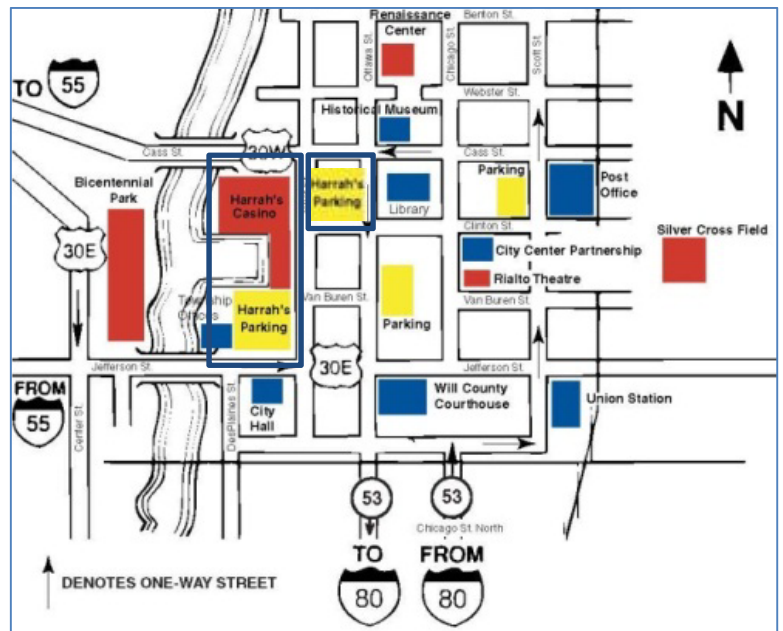 Renaissance
Center
Benton St.
Ottawa St.
Chicago St.
Scott St.
TO 55
Webster St.
N
Historical Museum
30W
Cass St.
Cass St.
Bicentennial
Park
Harrah's
Casino
Harrah's
Parking
Library
Parking
Post
Office
Clinton St.
30E
City Center Partnership
Silver Cross Field
Rialto Theatre
Van Buren St.
Van Buren St.
Township
Offices
Harrah's
Parking
Parking
Jefferson St.
30E
Jefferson St.
FROM
55
Center St.
DesPlaines St.
City
Hall
Will County
Courthouse
Union Station
53
53
Chicago St. North
TO
80
FROM
80
DENOTES ONE-WAY STREET